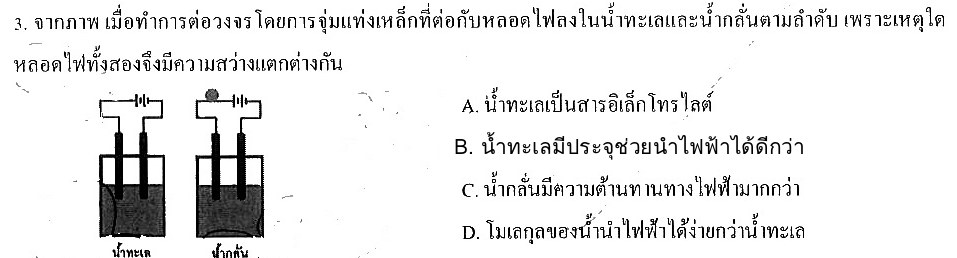 3. จากภาพ เมื่อทำการต่อวงจร โดยการจุ่มแท่งเหล็กที่ต่อกับหลอดไฟลงในน้ำทะเลและน้ำกลั่นตามลำดับ เพราะเหตุใด
หลอดไฟทั้งสองจึงมีความสว่างแตกต่างกัน
A. น้ำทะเลเป็นสารอิเล็กโทรไลต์
B. น้ำทะเลมีประจุช่วยนำไฟฟ้าได้ดีกว่า
C. น้ำกลั่นมีความต้านทานทางไฟฟ้ามากกว่า
D. โมเลกุลของน้ำนำไฟฟ้าได้ง่ายกว่าน้ำทะเล
น้ำทะเล น้ำกลั่น